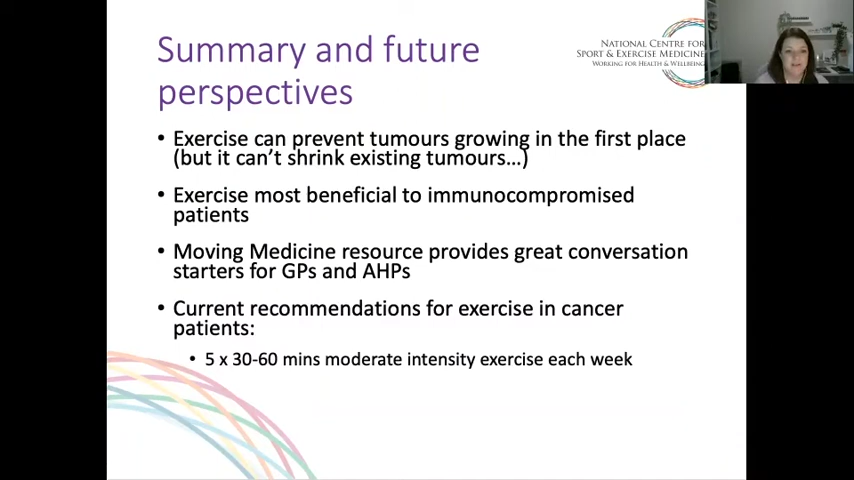 Summary and future
perspectives
NATIONAL CENTRE FOR
SPORT & EXERCISE MEDICINE
WORKING FOR HEALTH & WELLBEING
• Exercise can prevent tumours growing in the first place
(but it can't shrink existing tumours...)
• Exercise most beneficial to immunocompromised
patients
• Moving Medicine resource provides great conversation
starters for GPs and AHPs
• Current recommendations for exercise in cancer
patients:
• 5 x 30-60 mins moderate intensity exercise each week